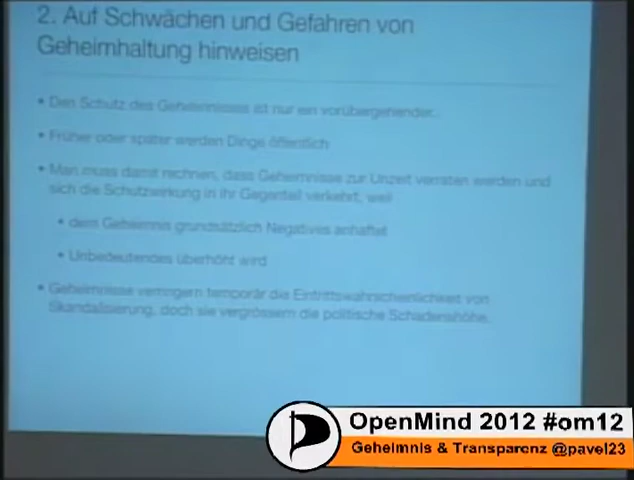 2. Auf Schwächen und Gefahren von
Geheimhaltung hinweisen
• Den Schutz des Geheimnisses ist nur ein vorübergehender..
• Früher oder später werden Dinge öffentlich
• Man muss damit rechnen, dass Geheimnisse zur Unzeit verraten werden und
sich die Schutzwirkung in ihr Gegenteil verkehrt, weil
• dem Geheimnis grundsätzlich Negatives anhaftet
• Unbedeutendes überhöht wird
• Geheimnisse verringern temporär die Eintrittswahrscheinlichkeit von
Skandalisierung, doch sie vergrössern die politische Schadenshöhe.
OpenMind 2012 #om12
Geheimnis & Transparenz @pavel23